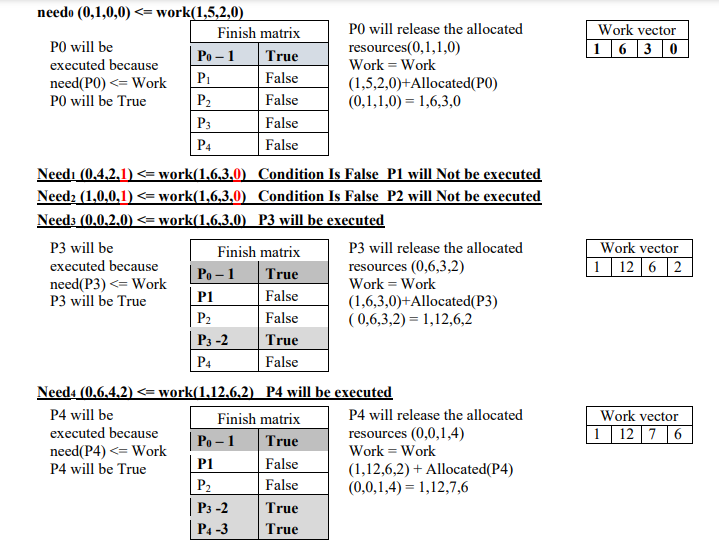 need₀ (0,1,0,0) <= work(1,5,2,0)
P0 will be
executed because
need(P0) <= Work
P0 will be True
Finish matrix
P₀ – 1 True
P₁ False
P₂ False
P₃ False
P₄ False
P0 will release the allocated
resources(0,1,1,0)
Work = Work
(1,5,2,0)+Allocated(P0)
(0,1,1,0) = 1,6,3,0
Work vector
1 6 3 0
Need₁ (0,4,2,1) <= work(1,6,3,0) Condition Is False P1 will Not be executed
Need₂ (1,0,0,1) <= work(1,6,3,0) Condition Is False P2 will Not be executed
Need₃ (0,0,2,0) <= work(1,6,3,0) P3 will be executed
P3 will be
executed because
need(P3) <= Work
P3 will be True
Finish matrix
P₀ – 1 True
P1 False
P₂ False
P₃ -2 True
P₄ False
P3 will release the allocated
resources (0,6,3,2)
Work = Work
(1,6,3,0)+Allocated(P3)
( 0,6,3,2) = 1,12,6,2
Work vector
1 12 6 2
Need₄ (0,6,4,2) <= work(1,12,6,2) P4 will be executed
P4 will be
executed because
need(P4) <= Work
P4 will be True
Finish matrix
P₀ – 1 True
P1 False
P₂ False
P₃ -2 True
P₄ -3 True
P4 will release the allocated
resources (0,0,1,4)
Work = Work
(1,12,6,2) + Allocated(P4)
(0,0,1,4) = 1,12,7,6
Work vector
1 12 7 6